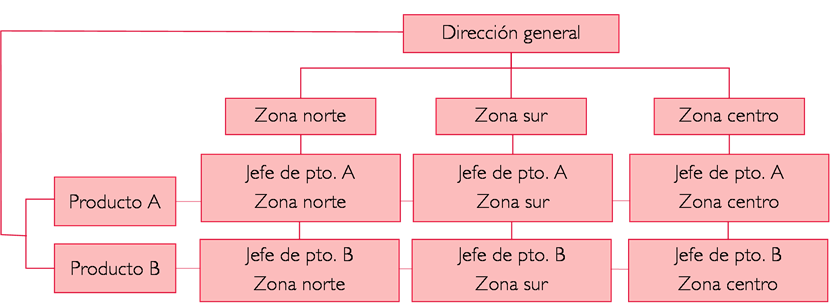 Dirección general
Zona norte
Zona sur
Zona centro
Producto A
Jefe de pto. A
Zona norte
Jefe de pto. A
Zona sur
Jefe de pto. A
Zona centro
Producto B
Jefe de pto. B
Zona norte
Jefe de pto. B
Zona sur
Jefe de pto. B
Zona centro